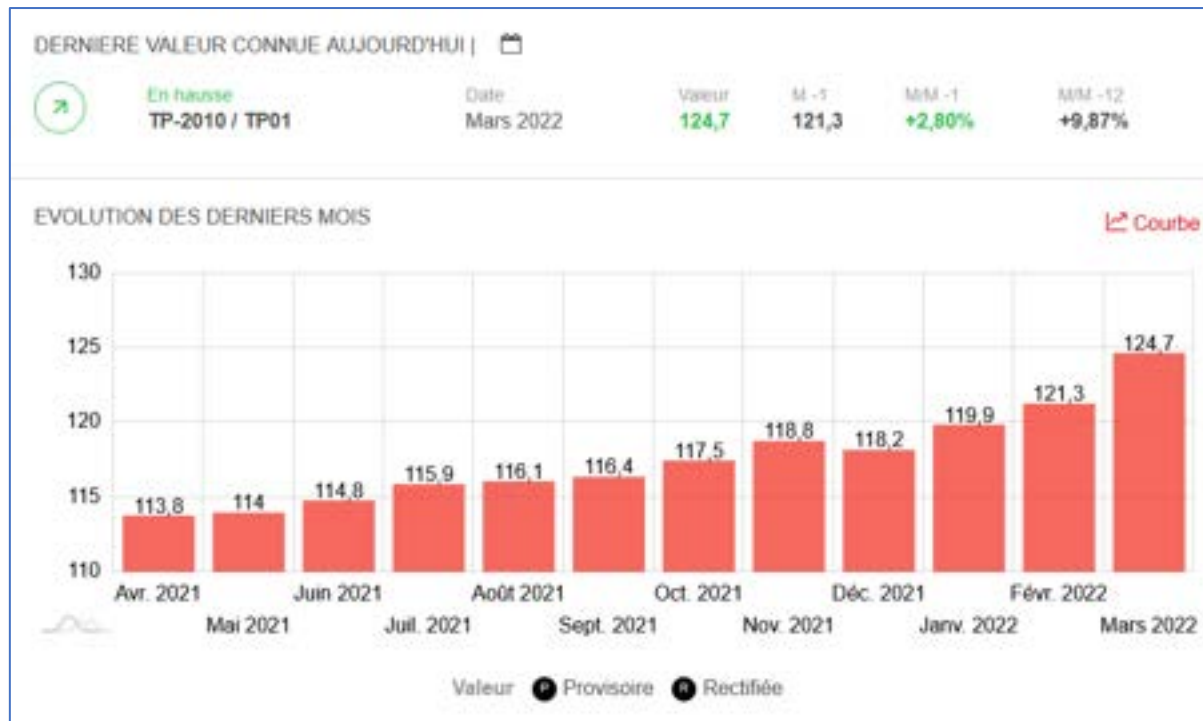 DERNIERE VALEUR CONNUE AUJOURD'HUI |
En hausse Date Valeur M -1 M/M -1 M/M -12
TP-2010 / TP01 Mars 2022 124,7 121,3 +2,80% +9,87%
EVOLUTION DES DERNIERS MOIS
Courbe
130
125
120
115
110
113,8 114 114,8 115,9 116,1 116,4 117,5 118,8 118,2 119,9 121,3 124,7
Avr. 2021 Juin 2021 Août 2021 Oct. 2021 Déc. 2021 Févr. 2022
Mai 2021 Juil. 2021 Sept. 2021 Nov. 2021 Janv. 2022 Mars 2022
Valeur P Provisoire R Rectifiée